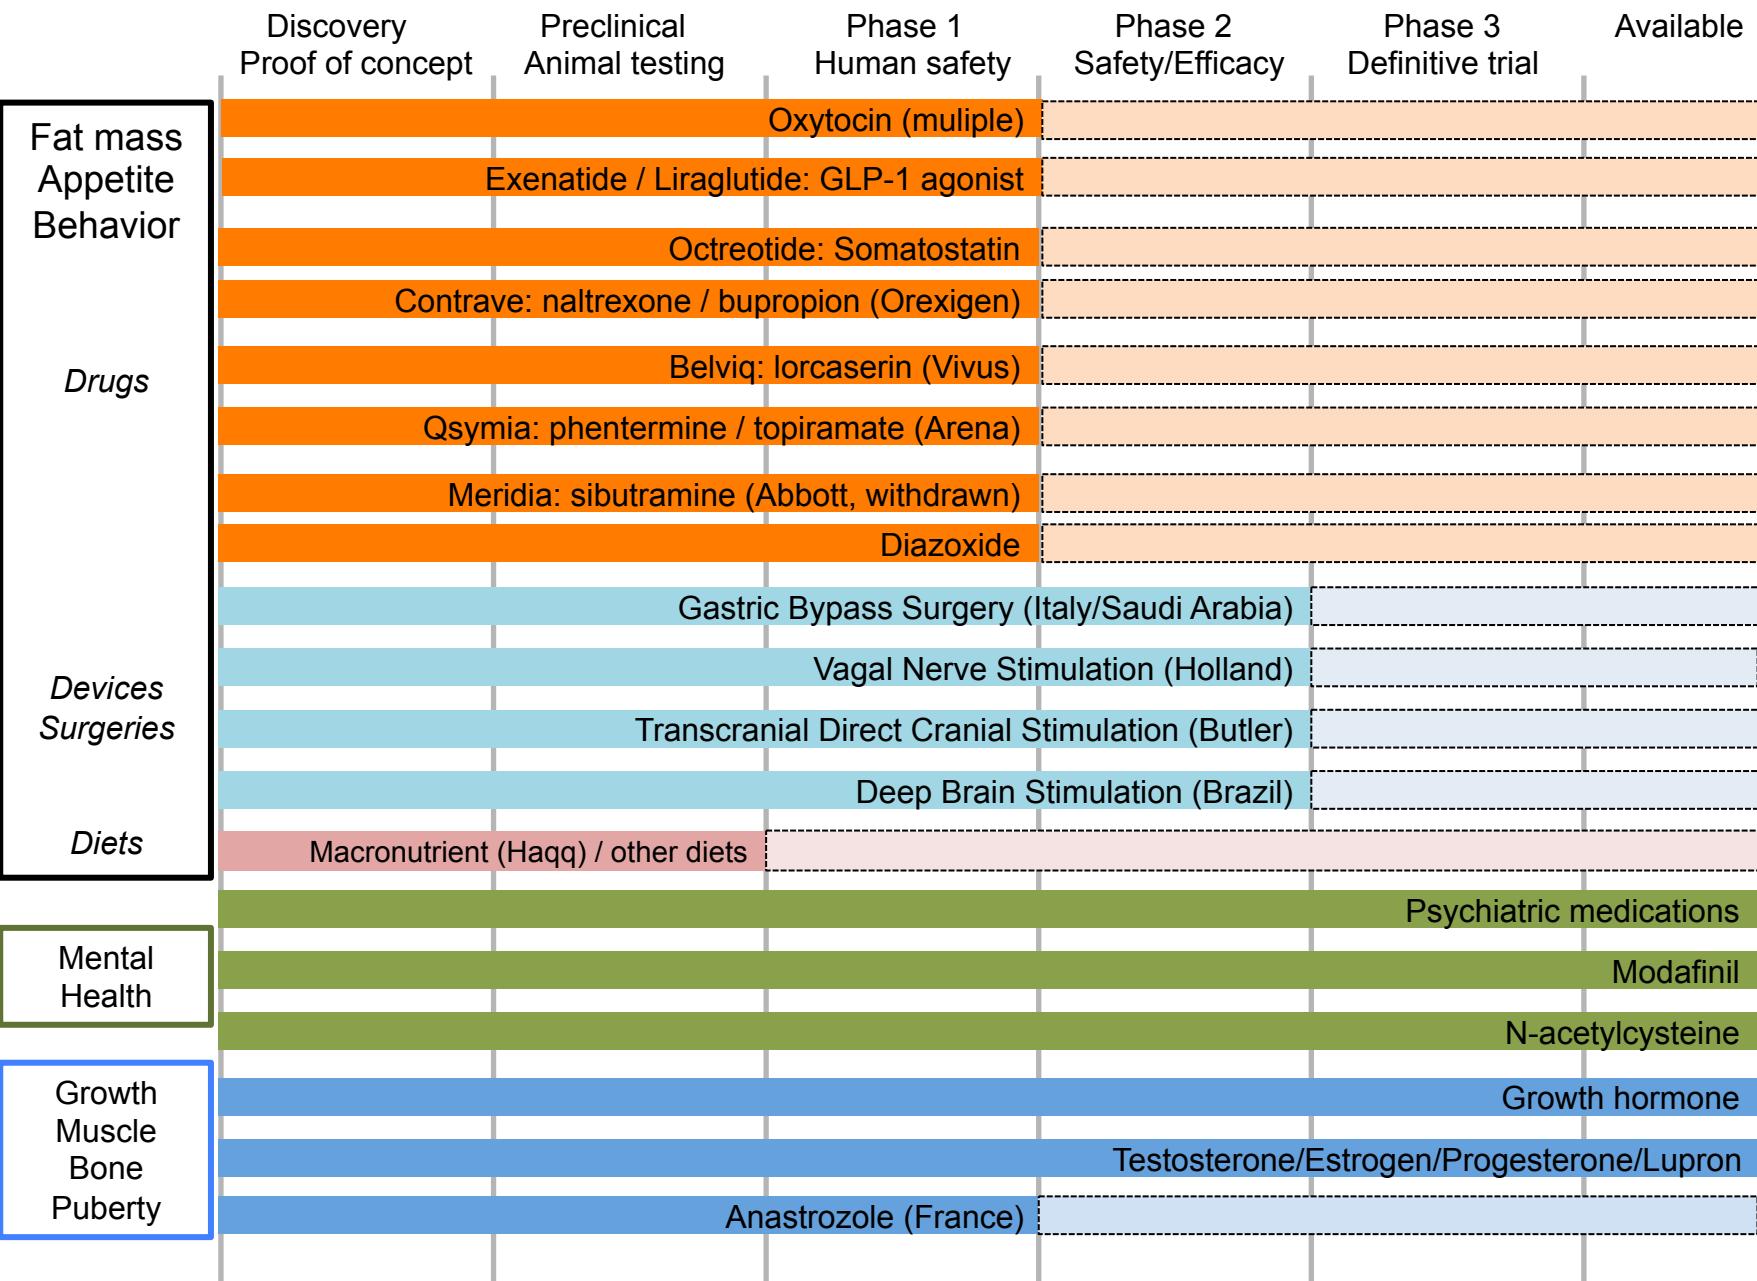 Discovery
Proof of concept
Preclinical
Animal testing
Phase 1
Human safety
Phase 2
Safety/Efficacy
Phase 3
Definitive trial
Available
Fat mass
Appetite
Behavior
Drugs
Devices
Surgeries
Diets
Oxytocin (muliple)
Exenatide / Liraglutide: GLP-1 agonist
Octreotide: Somatostatin
Contrave: naltrexone / bupropion (Orexigen)
Belviq: lorcaserin (Vivus)
Qsymia: phentermine / topiramate (Arena)
Meridia: sibutramine (Abbott, withdrawn)
Diazoxide
Gastric Bypass Surgery (Italy/Saudi Arabia)
Vagal Nerve Stimulation (Holland)
Transcranial Direct Cranial Stimulation (Butler)
Deep Brain Stimulation (Brazil)
Macronutrient (Haqq) / other diets
Mental
Health
Psychiatric medications
Modafinil
N-acetylcysteine
Growth
Muscle
Bone
Puberty
Growth hormone
Testosterone/Estrogen/Progesterone/Lupron
Anastrozole (France)